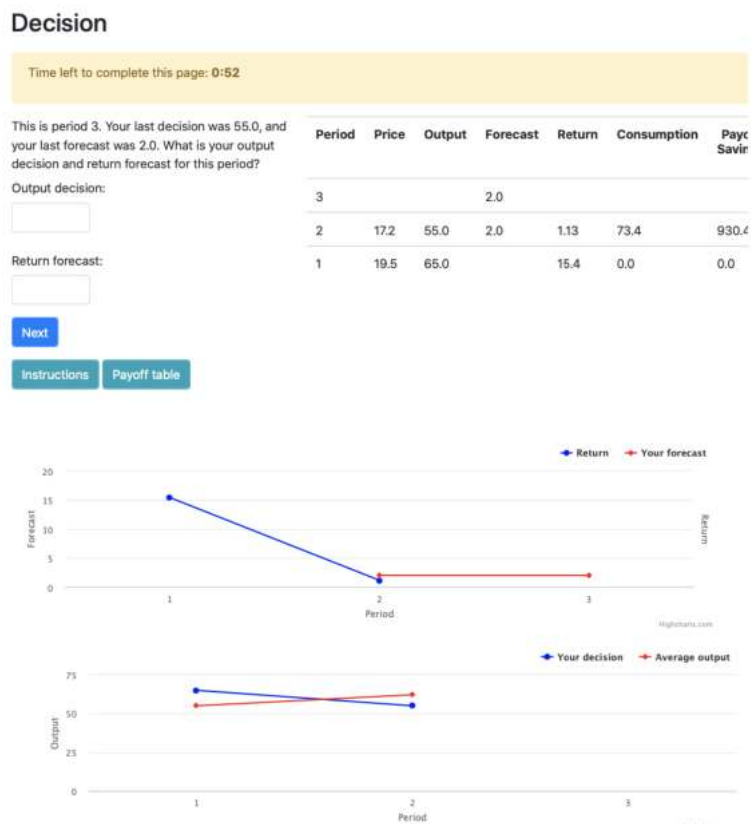 Decision
Time left to complete this page: 0:52
This is period 3. Your last decision was 55.0, and
your last forecast was 2.0. What is your output
decision and return forecast for this period?
Output decision:
Return forecast:
Next
Instructions Payoff table
Period Price Output Forecast Return Consumption Payo
Savin
3 2.0
2 17.2 55.0 2.0 1.13 73.4 930.4
1 19.5 65.0 15.4 0.0 0.0
Return Your forecast
20
15
10
5
0
Forecast
Return
1 2 3
Period
Highcharts.com
Your decision Average output
75
50
25
0
Output
1 2 3
Period